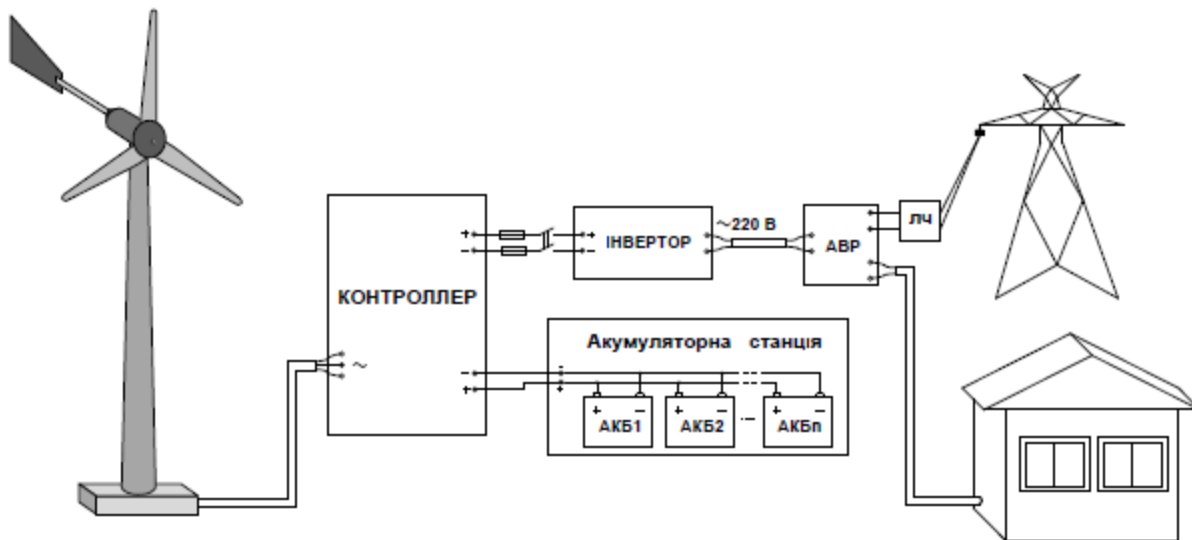 КОНТРОЛЛЕР
+
−
~
−
+
+
−
ІНВЕРТОР
~220 В
АВР
ЛЧ
Акумуляторна станція
−
+
+ −
АКБ1
+ −
АКБ2
+ −
АКБn